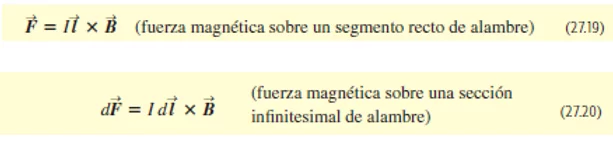 F⃗ = Il⃗ × B⃗ (fuerza magnética sobre un segmento recto de alambre) (27.19)
dF⃗ = I dl⃗ × B⃗ (fuerza magnética sobre una sección
infinitesimal de alambre) (27.20)